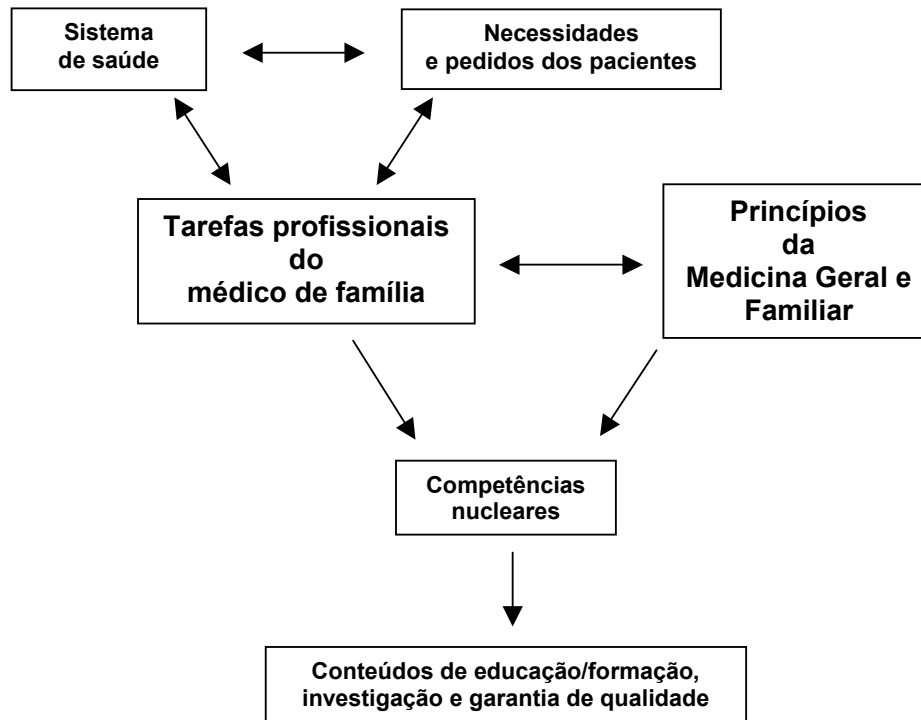 Sistema
de saúde
Necessidades
e pedidos dos pacientes
Tarefas profissionais
do
médico de família
Princípios
da
Medicina Geral e
Familiar
Competências
nucleares
Conteúdos de educação/formação,
investigação e garantia de qualidade